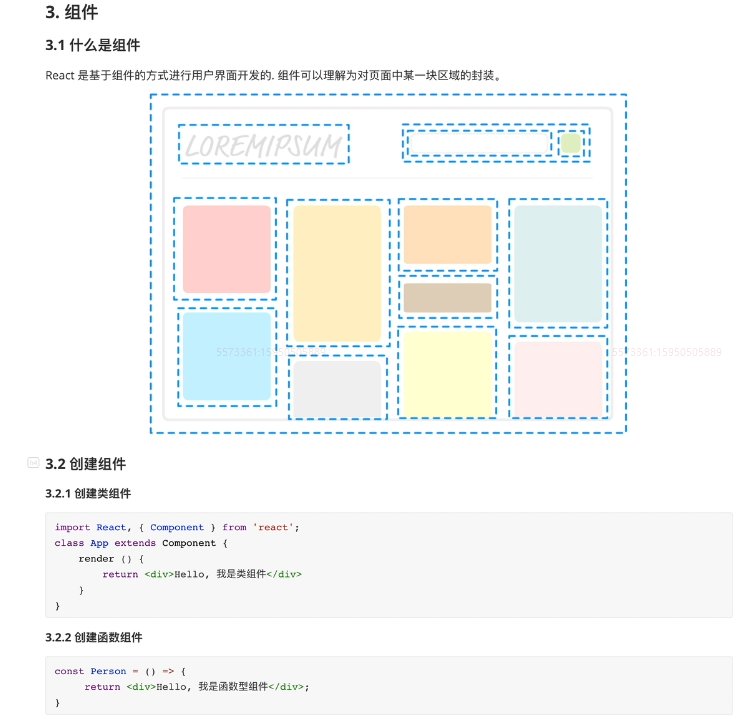 3. 组件
3.1 什么是组件
React 是基于组件的方式进行用户界面开发的. 组件可以理解为对页面中某一块区域的封装。
LOREMIPSUM
5573361:15950505889
3.2 创建组件
3.2.1 创建类组件
import React, { Component } from 'react';
class App extends Component {
    render () {
        return <div>Hello, 我是类组件</div>
    }
}
3.2.2 创建函数组件
const Person = () => {
     return <div>Hello, 我是函数型组件</div>;
}